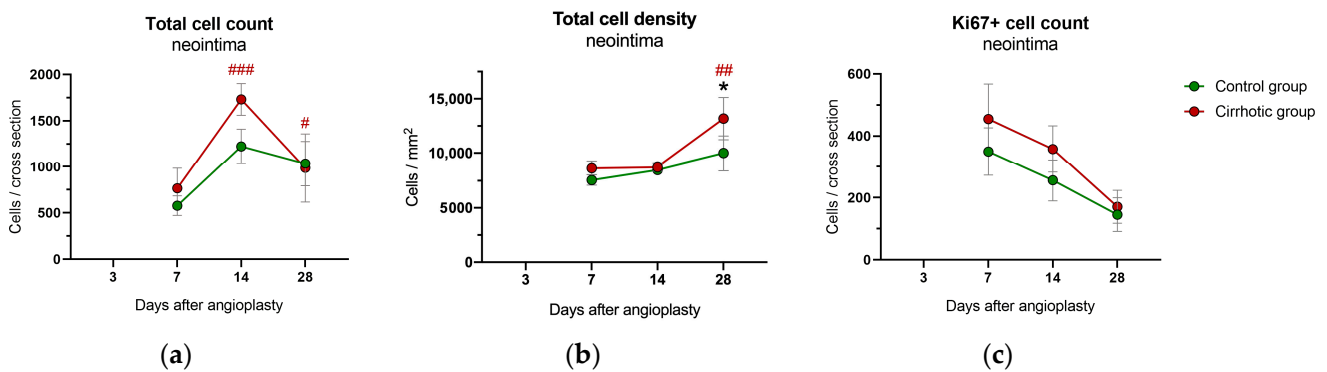 Total cell count
neointima
2000
1500
1000
500
0
Cells / cross section
###
#
3 7 14 28
Days after angioplasty
(a)
Total cell density
neointima
15,000
10,000
5000
0
Cells / mm²
##
*
3 7 14 28
Days after angioplasty
(b)
Ki67+ cell count
neointima
600
400
200
0
Cells / cross section
3 7 14 28
Days after angioplasty
(c)
Control group
Cirrhotic group